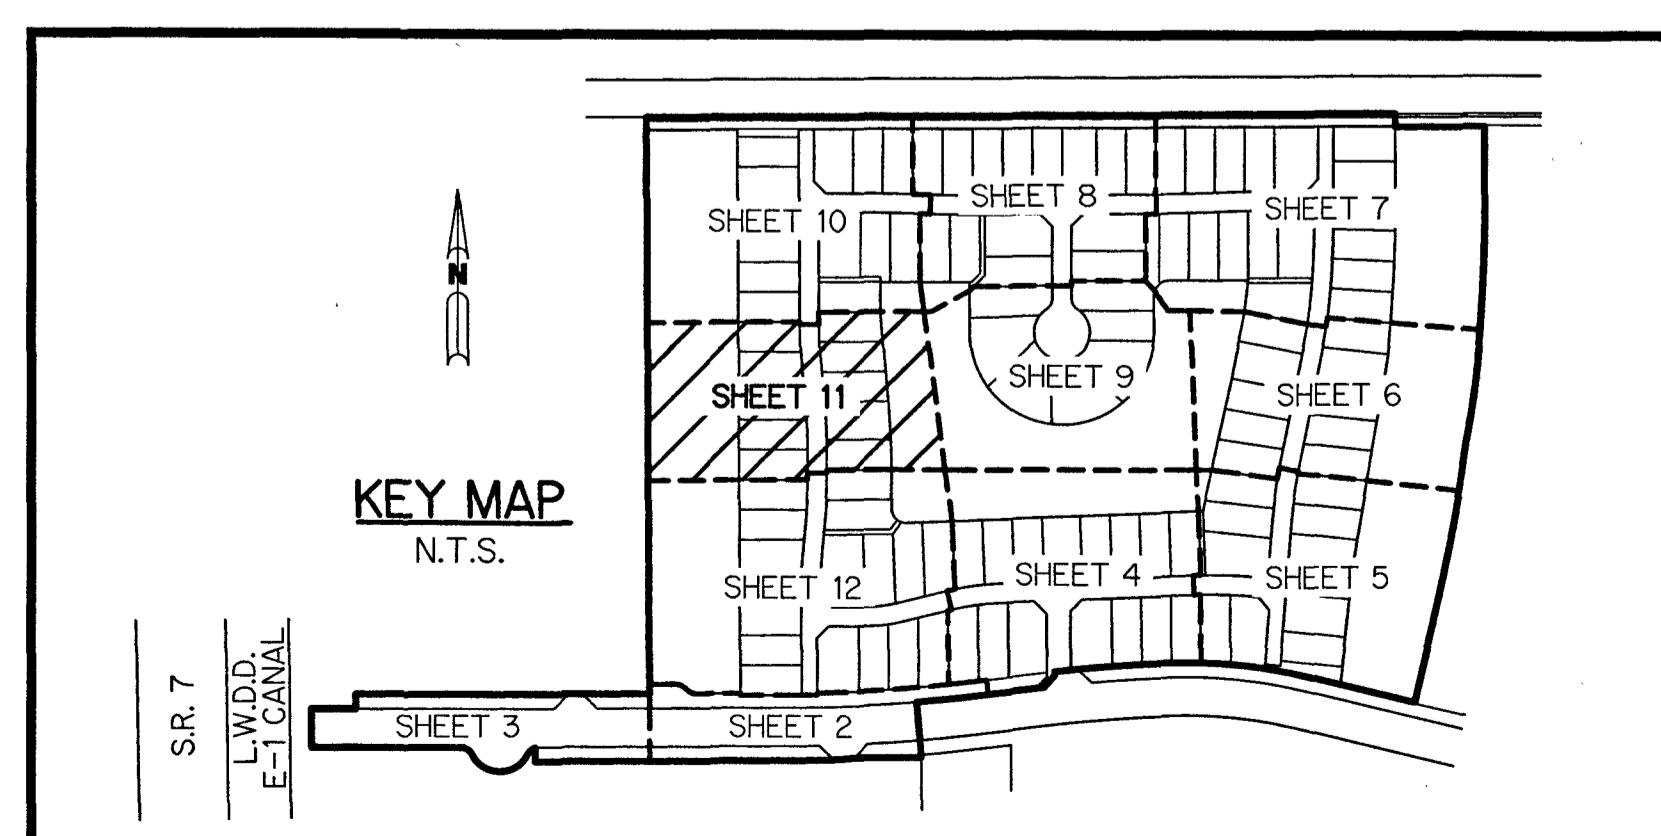 SHEET 8
SHEET 7
SHEET 10
N
SHEET 9
SHEET 6
SHEET 11
KEY MAP
N.T.S.
SHEET 4
SHEET 5
SHEET 12
S.R. 7
L.W.D.D.
E-1 CANAL
SHEET 3
SHEET 2